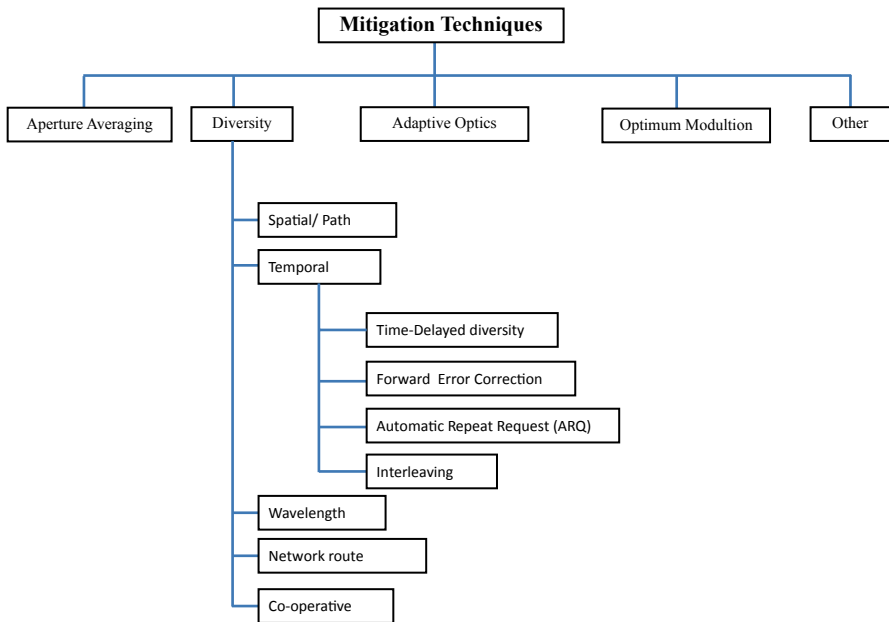 Mitigation Techniques
Aperture Averaging
Diversity
Adaptive Optics
Optimum Modultion
Other
Spatial/ Path
Temporal
Time-Delayed diversity
Forward  Error Correction
Automatic Repeat Request (ARQ)
Interleaving
Wavelength
Network route
Co-operative